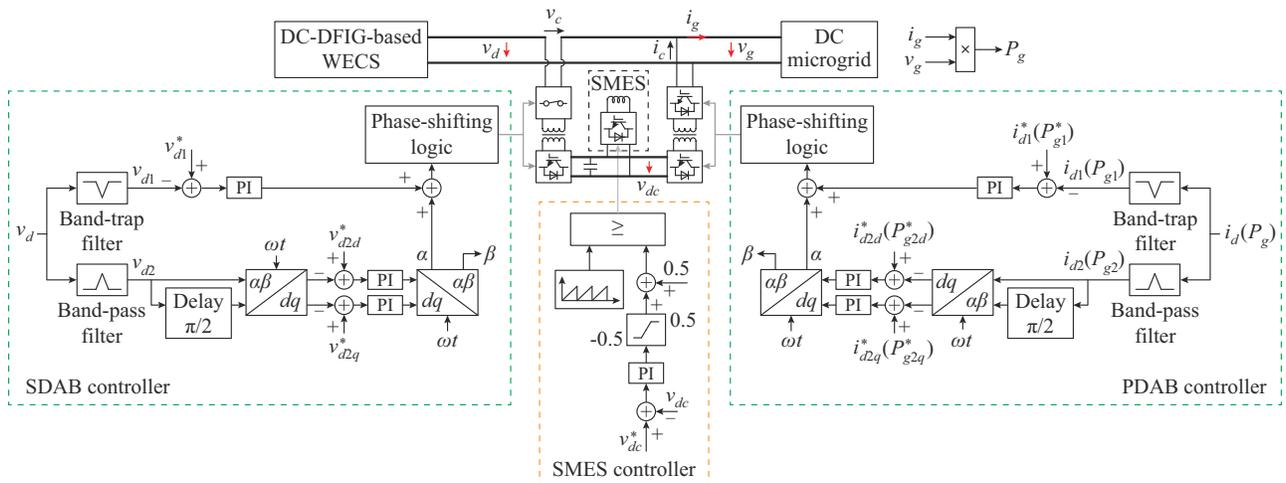 v_c
i_g
DC-DFIG-based
WECS
v_d
i_c
v_g
DC
microgrid
i_g
v_g
×
P_g
SMES
v_dc
Phase-shifting
logic
v*_d1
+
v_d1
−
PI
+
+
Band-trap
filter
v_d
v_d2
Band-pass
filter
Delay
π/2
ωt
αβ
dq
v*_d2d
+
−
PI
−
PI
+
v*_d2q
α
β
αβ
dq
ωt
SDAB controller
≥
0.5
+
+
0.5
-0.5
PI
v_dc
−
+
v*_dc
SMES controller
Phase-shifting
logic
i*_d1(P*_g1)
+
i_d1(P_g1)
−
PI
+
+
Band-trap
filter
i_d(P_g)
i_d2(P_g2)
Band-pass
filter
i*_d2d(P*_g2d)
+
−
PI
−
PI
+
i*_d2q(P*_g2q)
β
α
αβ
dq
ωt
dq
αβ
ωt
Delay
π/2
PDAB controller